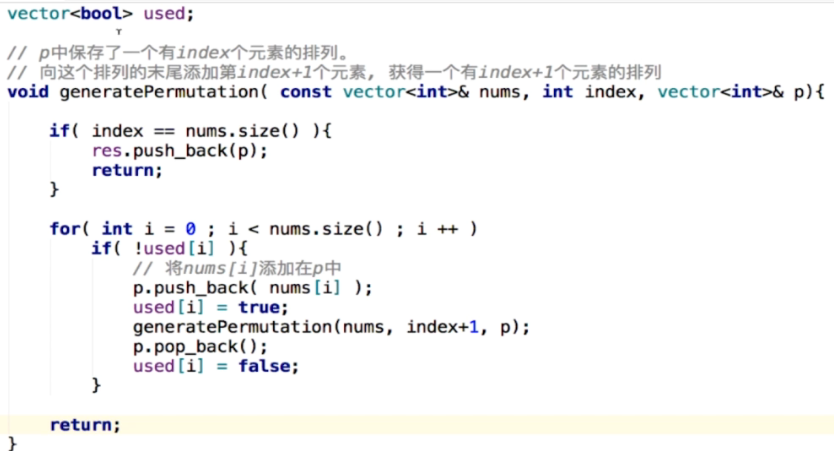 vector<bool> used;
// p中保存了一个有index个元素的排列。
// 向这个排列的末尾添加第index+1个元素, 获得一个有index+1个元素的排列
void generatePermutation( const vector<int>& nums, int index, vector<int>& p){
if( index == nums.size() ){
res.push_back(p);
return;
}
for( int i = 0 ; i < nums.size() ; i ++ )
if( !used[i] ){
// 将nums[i]添加在p中
p.push_back( nums[i] );
used[i] = true;
generatePermutation(nums, index+1, p);
p.pop_back();
used[i] = false;
}
return;
}